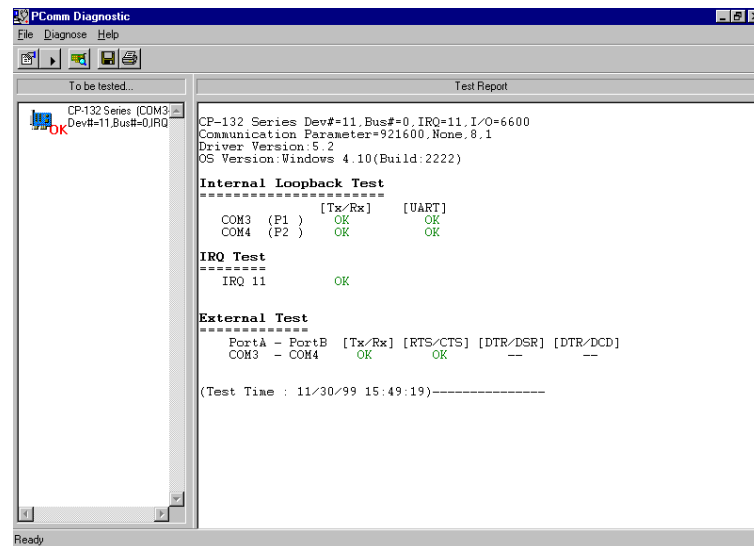 PComm Diagnostic
File Diagnose Help
To be tested...
Test Report
CP-132 Series (COM3-
Dev#=11,Bus#=0,IRQ
OK
CP-132 Series Dev#=11,Bus#=0,IRQ=11,I/O=6600
Communication Parameter=921600,None,8,1
Driver Version:5.2
OS Version:Windows 4.10(Build:2222)
Internal Loopback Test
========================
[Tx/Rx] [UART]
COM3 (P1 ) OK OK
COM4 (P2 ) OK OK
IRQ Test
========
IRQ 11 OK
External Test
==============
PortA - PortB [Tx/Rx] [RTS/CTS] [DTR/DSR] [DTR/DCD]
COM3 - COM4 OK OK -- --
(Test Time : 11/30/99 15:49:19)---------------
Ready